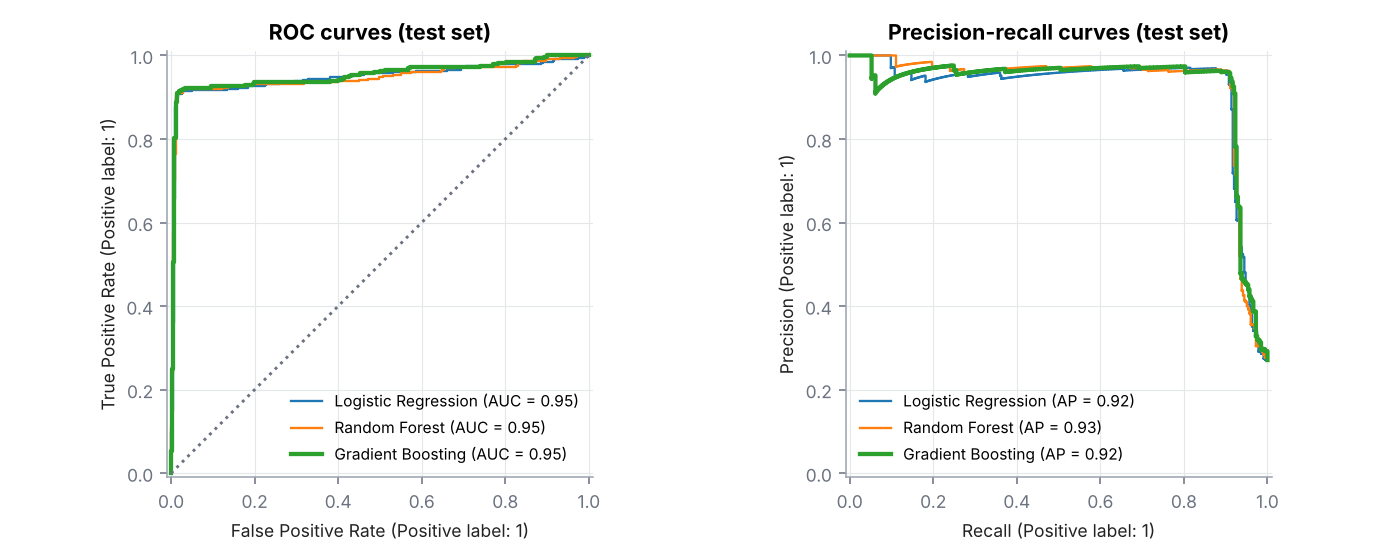 ROC curves (test set)
True Positive Rate (Positive label: 1)
1.0
0.8
0.6
0.4
0.2
0.0
Logistic Regression (AUC = 0.95)
Random Forest (AUC = 0.95)
Gradient Boosting (AUC = 0.95)
0.0 0.2 0.4 0.6 0.8 1.0
False Positive Rate (Positive label: 1)
Precision-recall curves (test set)
Precision (Positive label: 1)
1.0
0.8
0.6
0.4
0.2
0.0
Logistic Regression (AP = 0.92)
Random Forest (AP = 0.93)
Gradient Boosting (AP = 0.92)
0.0 0.2 0.4 0.6 0.8 1.0
Recall (Positive label: 1)